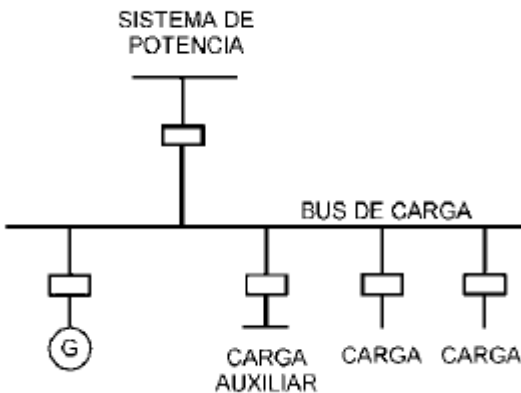 SISTEMA DE
POTENCIA
BUS DE CARGA
G
CARGA
AUXILIAR
CARGA
CARGA